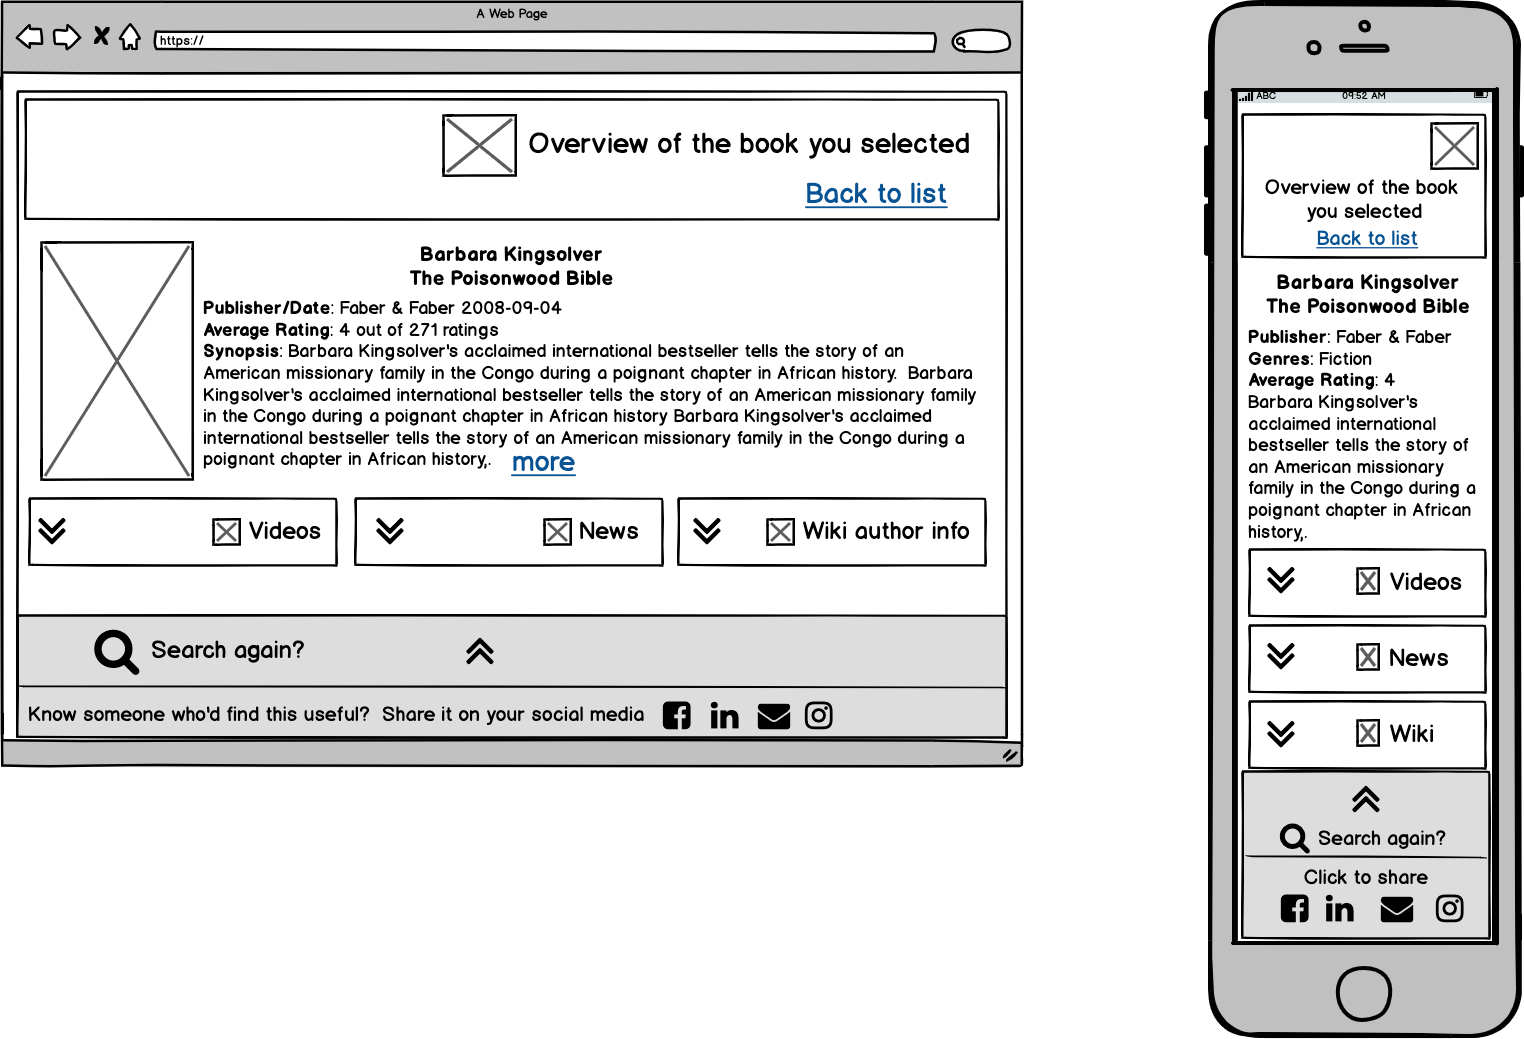 A Web Page
https://
Overview of the book you selected
Back to list
Barbara Kingsolver
The Poisonwood Bible
Publisher/Date: Faber & Faber 2008-09-04
Average Rating: 4 out of 271 ratings
Synopsis: Barbara Kingsolver's acclaimed international bestseller tells the story of an
American missionary family in the Congo during a poignant chapter in African history.  Barbara
Kingsolver's acclaimed international bestseller tells the story of an American missionary family
in the Congo during a poignant chapter in African history Barbara Kingsolver's acclaimed
international bestseller tells the story of an American missionary family in the Congo during a
poignant chapter in African history,. more
Videos
News
Wiki author info
Search again?
Know someone who'd find this useful?  Share it on your social media
ABC 09:52 AM
Overview of the book
you selected
Back to list
Barbara Kingsolver
The Poisonwood Bible
Publisher: Faber & Faber
Genres: Fiction
Average Rating: 4
Barbara Kingsolver's
acclaimed international
bestseller tells the story of
an American missionary
family in the Congo during a
poignant chapter in African
history,.
Videos
News
Wiki
Search again?
Click to share